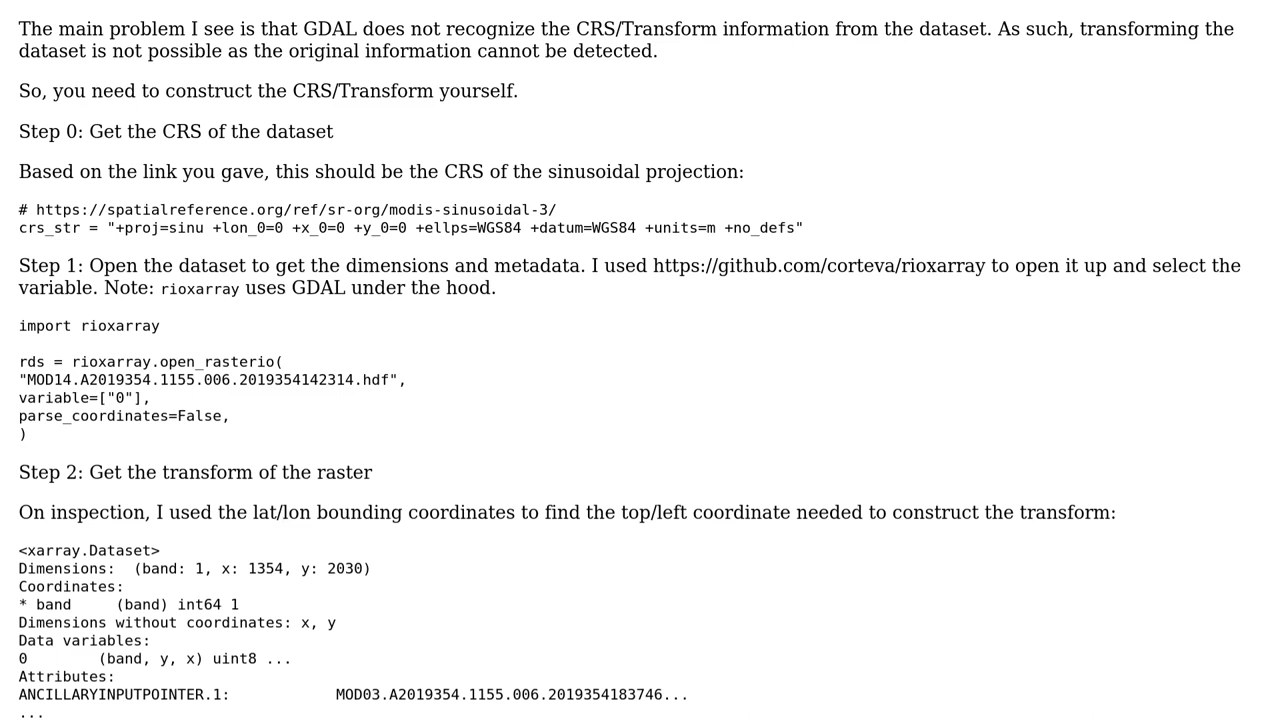 The main problem I see is that GDAL does not recognize the CRS/Transform information from the dataset. As such, transforming the
dataset is not possible as the original information cannot be detected.
So, you need to construct the CRS/Transform yourself.
Step 0: Get the CRS of the dataset
Based on the link you gave, this should be the CRS of the sinusoidal projection:
# https://spatialreference.org/ref/sr-org/modis-sinusoidal-3/
crs_str = "+proj=sinu +lon_0=0 +x_0=0 +y_0=0 +ellps=WGS84 +datum=WGS84 +units=m +no_defs"
Step 1: Open the dataset to get the dimensions and metadata. I used https://github.com/corteva/rioxarray to open it up and select the
variable. Note: rioxarray uses GDAL under the hood.
import rioxarray
rds = rioxarray.open_rasterio(
"MOD14.A2019354.1155.006.2019354142314.hdf",
variable=["0"],
parse_coordinates=False,
)
Step 2: Get the transform of the raster
On inspection, I used the lat/lon bounding coordinates to find the top/left coordinate needed to construct the transform:
<xarray.Dataset>
Dimensions:  (band: 1, x: 1354, y: 2030)
Coordinates:
* band     (band) int64 1
Dimensions without coordinates: x, y
Data variables:
0        (band, y, x) uint8 ...
Attributes:
ANCILLARYINPUTPOINTER.1:            MOD03.A2019354.1155.006.2019354183746...
...